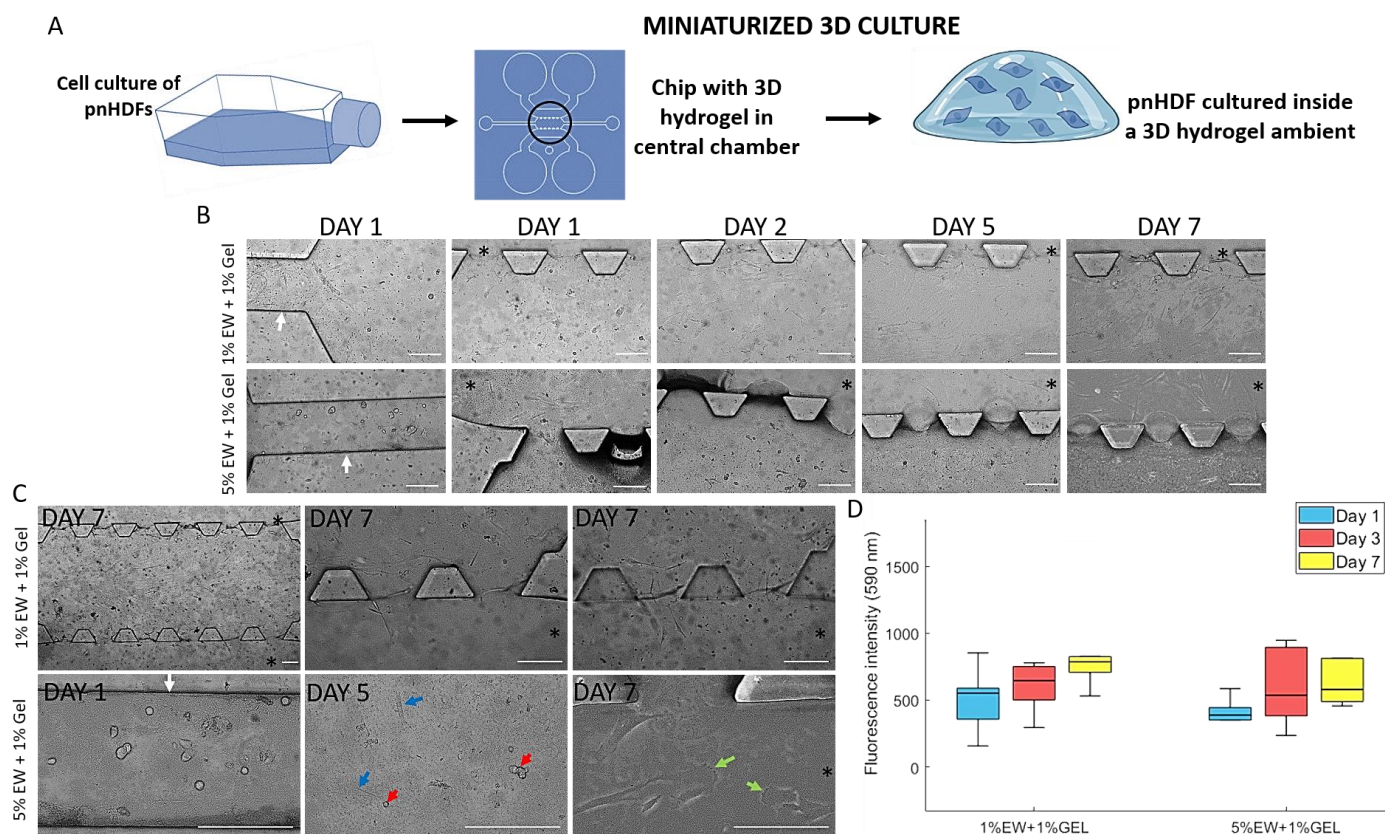 A
MINIATURIZED 3D CULTURE
Cell culture of
pnHDFs
Chip with 3D
hydrogel in
central chamber
pnHDF cultured inside
a 3D hydrogel ambient
B
DAY 1
DAY 1
DAY 2
DAY 5
DAY 7
1% EW + 1% Gel
*
*
*
5% EW + 1% Gel
*
*
*
*
C
1% EW + 1% Gel
DAY 7
*
*
DAY 7
*
DAY 7
*
5% EW + 1% Gel
DAY 1
DAY 5
DAY 7
*
D
Day 1
Day 3
Day 7
Fluorescence intensity (590 nm)
1500
1000
500
0
1%EW+1%GEL
5%EW+1%GEL